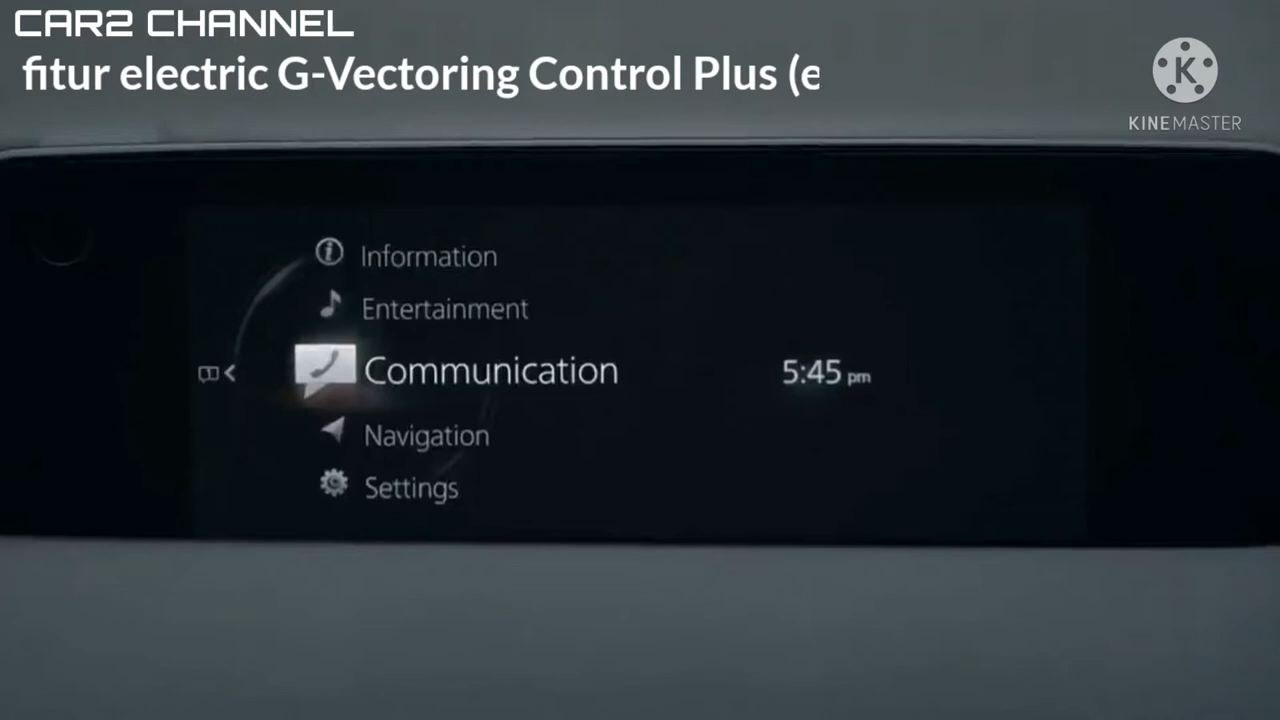 CAR2 CHANNEL
fitur electric G-Vectoring Control Plus (e
KINEMASTER
Information
Entertainment
Communication
5:45 pm
Navigation
Settings